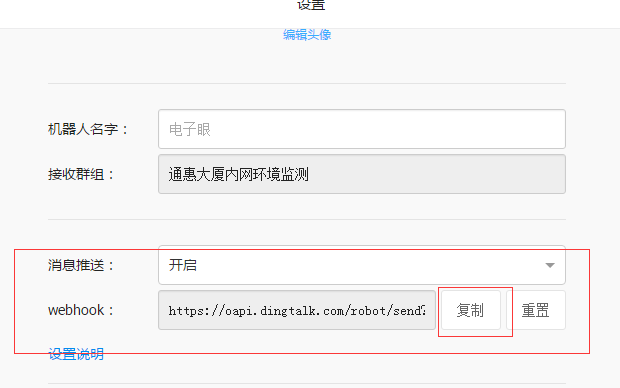 设置
编辑头像
机器人名字： 电子眼
接收群组： 通惠大厦内网环境监测
消息推送： 开启
webhook： https://oapi.dingtalk.com/robot/send? 复制 重置
设置说明